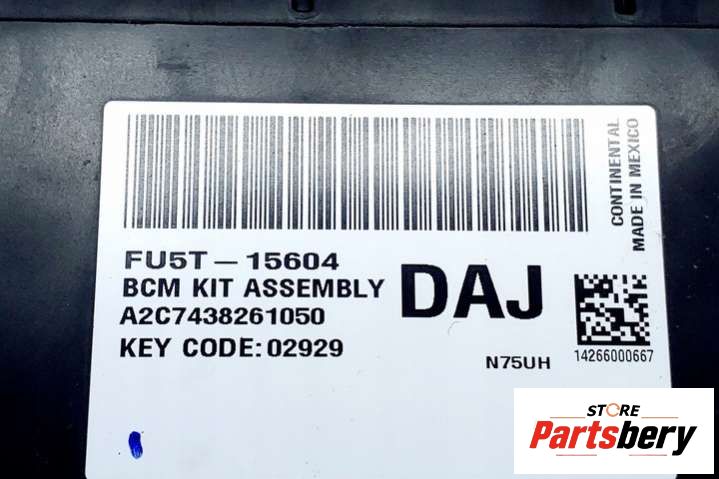 CONTINENTAL
MADE IN MEXICO
FU5T-15604
BCM KIT ASSEMBLY
A2C7438261050
KEY CODE:02929
DAJ
N75UH
14266000667
STORE
Partsbery